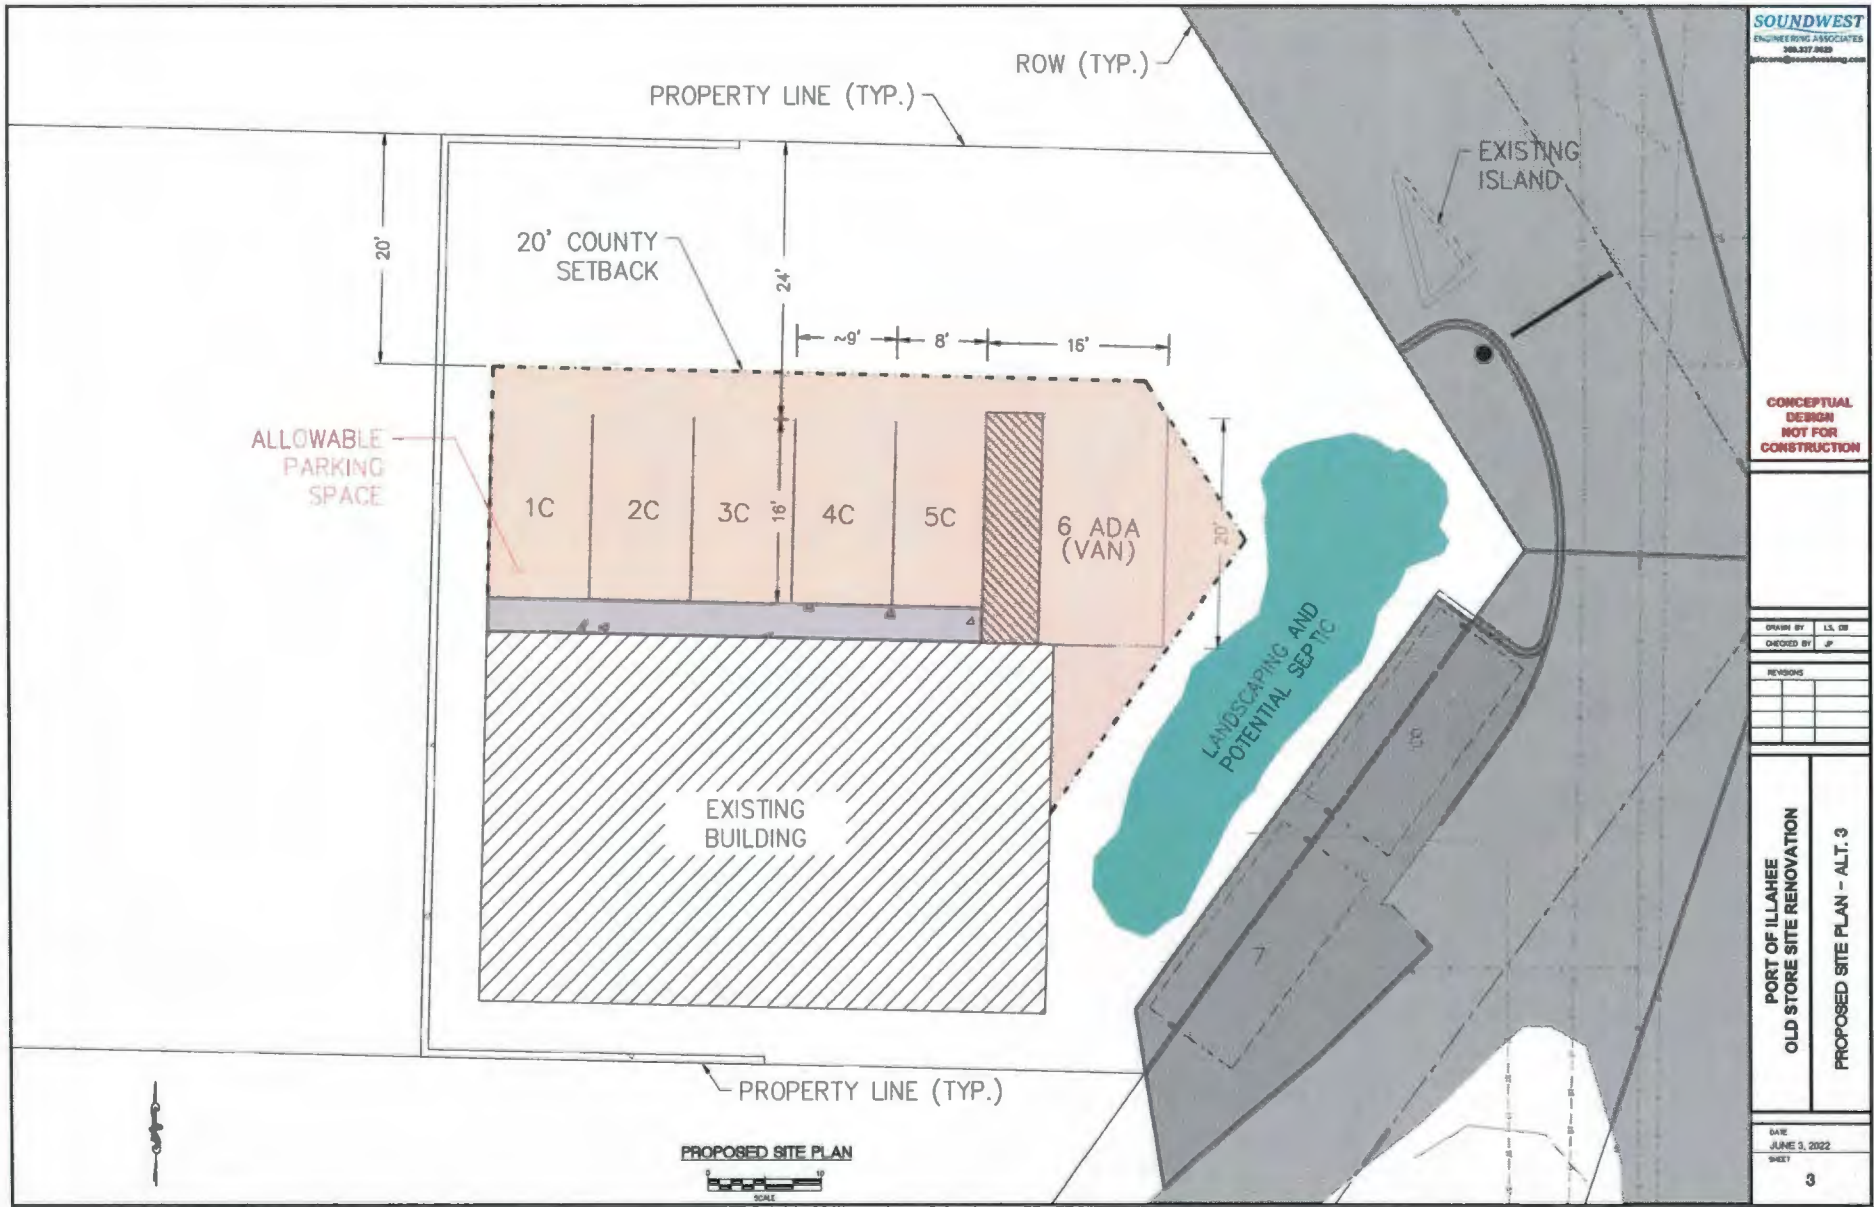 ROW (TYP.)
PROPERTY LINE (TYP.)
EXISTING
ISLAND
20' COUNTY
SETBACK
20'
24'
~9'
8'
16'
ALLOWABLE
PARKING
SPACE
1C
2C
3C
16'
4C
5C
6 ADA
(VAN)
20'
LANDSCAPING AND
POTENTIAL SEPTIC
EXISTING
BUILDING
PROPERTY LINE (TYP.)
PROPOSED SITE PLAN
0 10
SCALE
SOUNDWEST
ENGINEERING ASSOCIATES
CONCEPTUAL
DESIGN
NOT FOR
CONSTRUCTION
DRAWN BY
CHECKED BY JP
REVISIONS
PORT OF ILLAHEE
OLD STORE SITE RENOVATION
PROPOSED SITE PLAN - ALT. 3
DATE
JUNE 3, 2022
SHEET
3